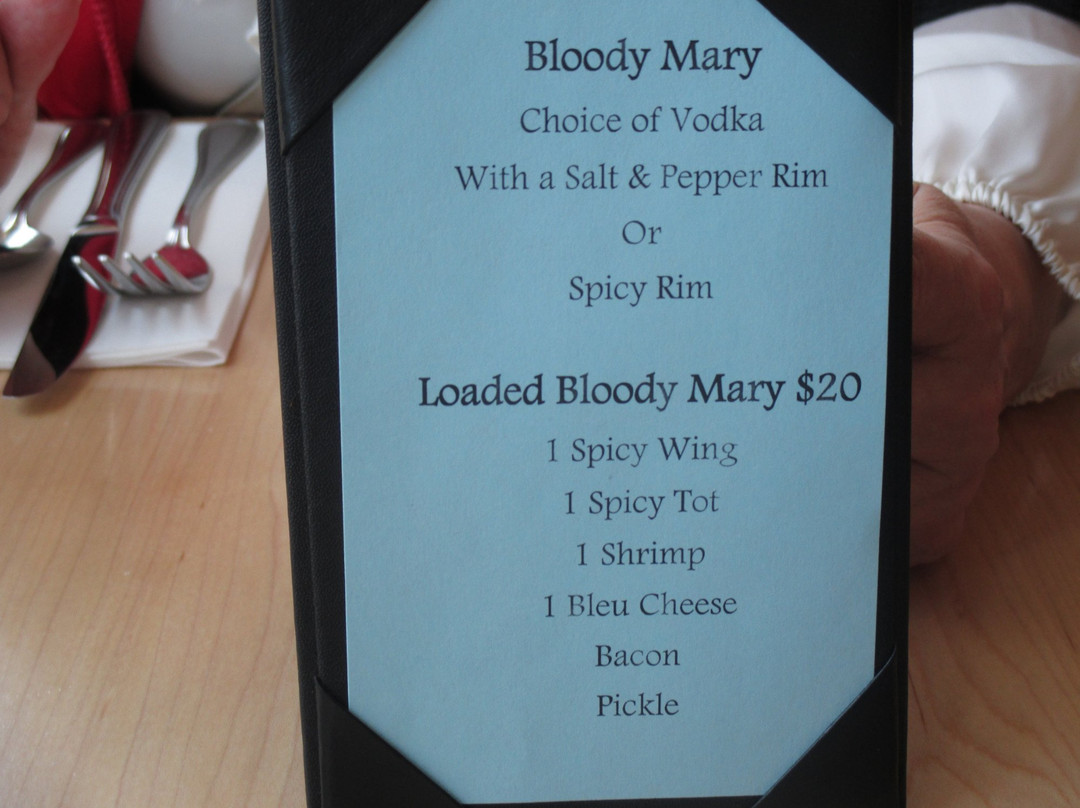 Bloody Mary
Choice of Vodka
With a Salt & Pepper Rim
Or
Spicy Rim
Loaded Bloody Mary $20
1 Spicy Wing
1 Spicy Tot
1 Shrimp
1 Bleu Cheese
Bacon
Pickle